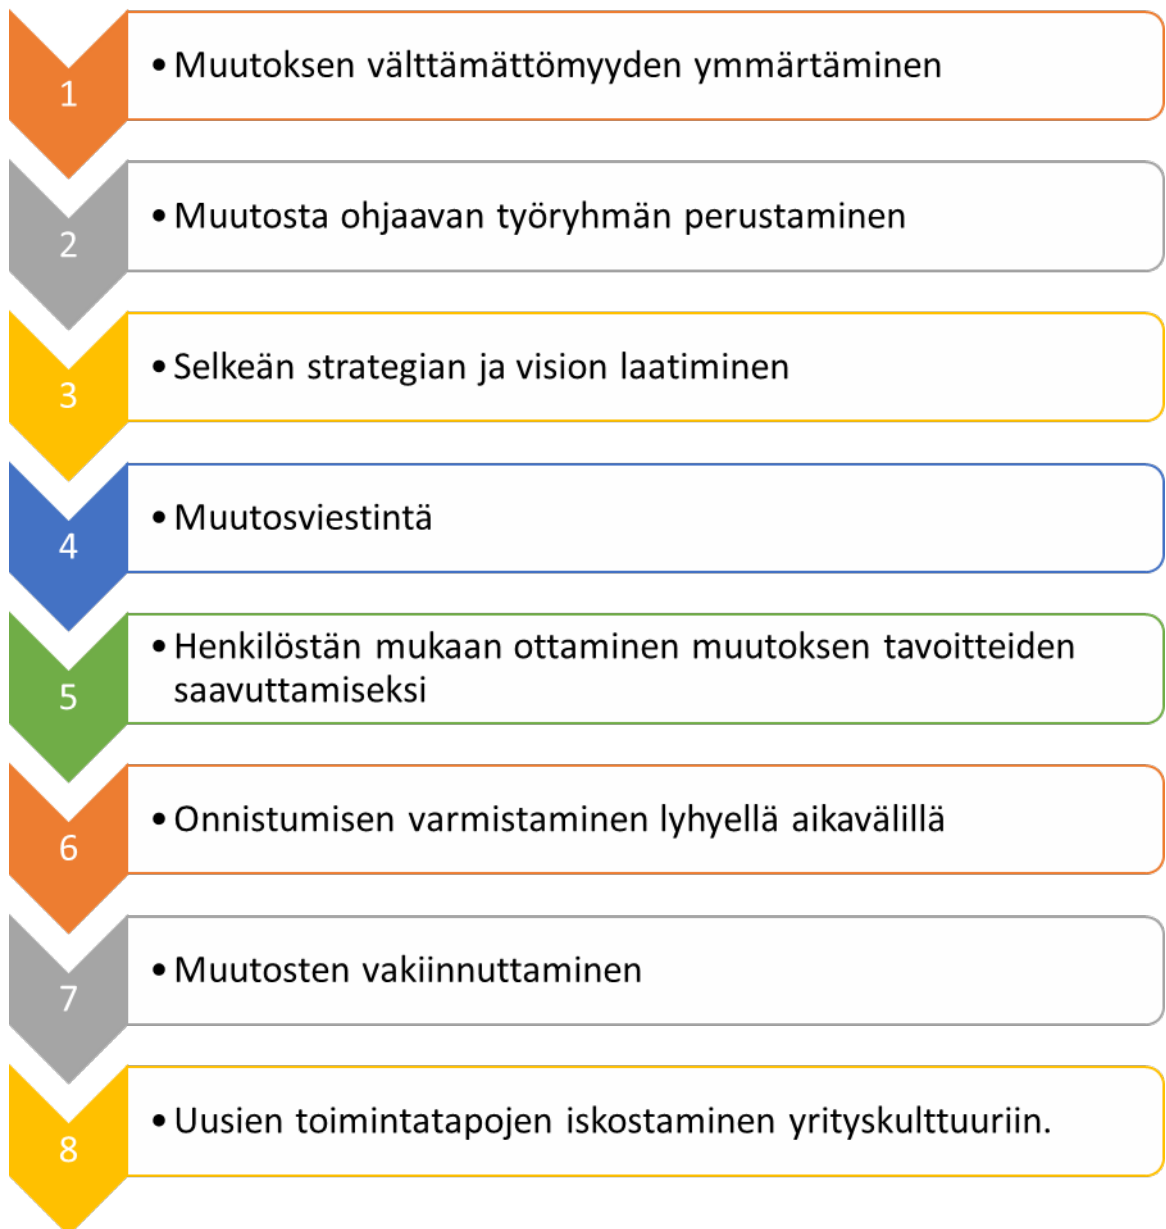 1
• Muutoksen välttämättömyyden ymmärtäminen
2
• Muutosta ohjaavan työryhmän perustaminen
3
• Selkeän strategian ja vision laatiminen
4
• Muutosviestintä
5
• Henkilöstän mukaan ottaminen muutoksen tavoitteiden
saavuttamiseksi
6
• Onnistumisen varmistaminen lyhyellä aikavälillä
7
• Muutosten vakiinnuttaminen
8
• Uusien toimintatapojen iskostaminen yrityskulttuuriin.